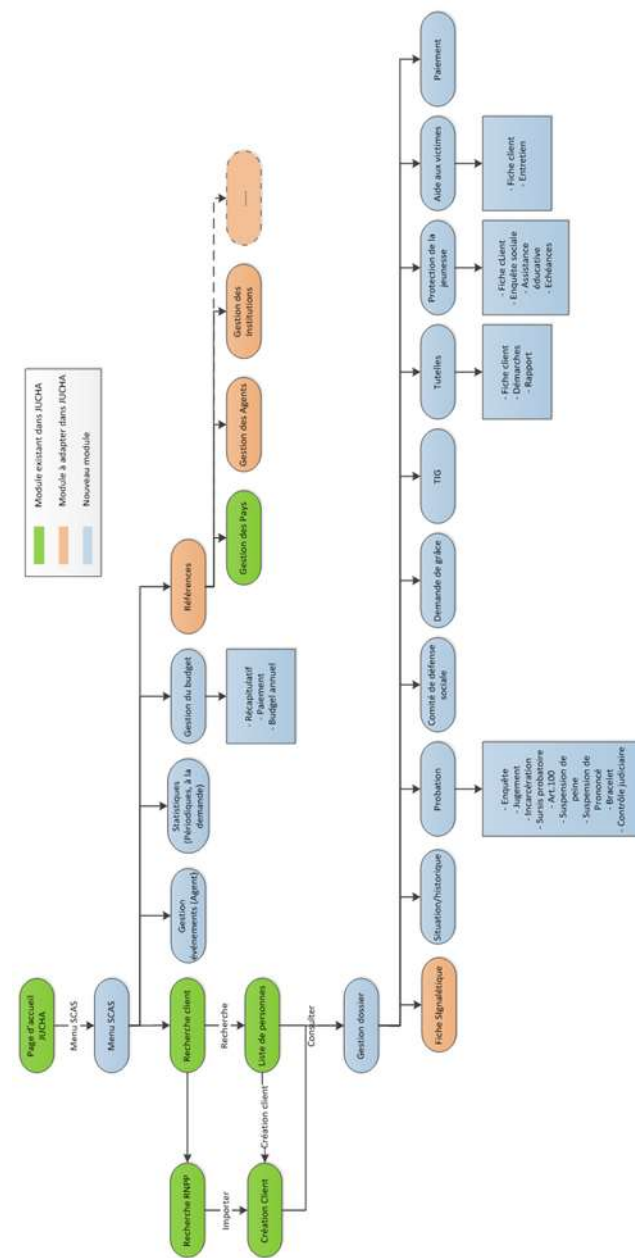 Module existant dans JUCHA
Module à adapter dans JUCHA
Nouveau module
Page d'accueil
JUCHA
Menu SCAS
Menu SCAS
Recherche client
Gestion
événements (Agent)
Statistiques
(Périodiques, à la
demande)
Gestion du budget
Références
- Récapitulatif
- Paiement
- Budgel annuel
Gestion des Pays
Gestion des Agents
Gestion des
Institutions
......
Recherche RNPP
Recherche
Importer
Liste de personnes
Création client
Création Client
Consulter
Gestion dossier
Fiche Signalétique
Situation/historique
Probation
Comité de défense
sociale
Demande de grâce
TIG
Tutelles
Protection de la
jeunesse
Aide aux victimes
Paiement
- Enquête
- Jugement
- Incarcération
- Sursis probatoire
- Art.100
- Suspension de
peine
- Suspension de
Prononcé
- Bracelet
- Contrôle judiciaire
- Fiche client
- Démarches
- Rapport
- Fiche cLient
- Enquête sociale
- Assistance
éducative
- Echéances
- Fiche client
- Entretien